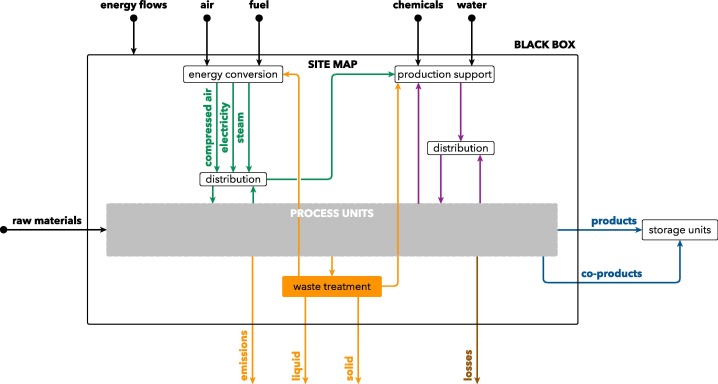 energy flows
air
fuel
chemicals
water
BLACK BOX
SITE MAP
energy conversion
production support
compressed air
electricity
steam
distribution
distribution
raw materials
PROCESS UNITS
products
storage units
co-products
waste treatment
emissions
liquid
solid
losses